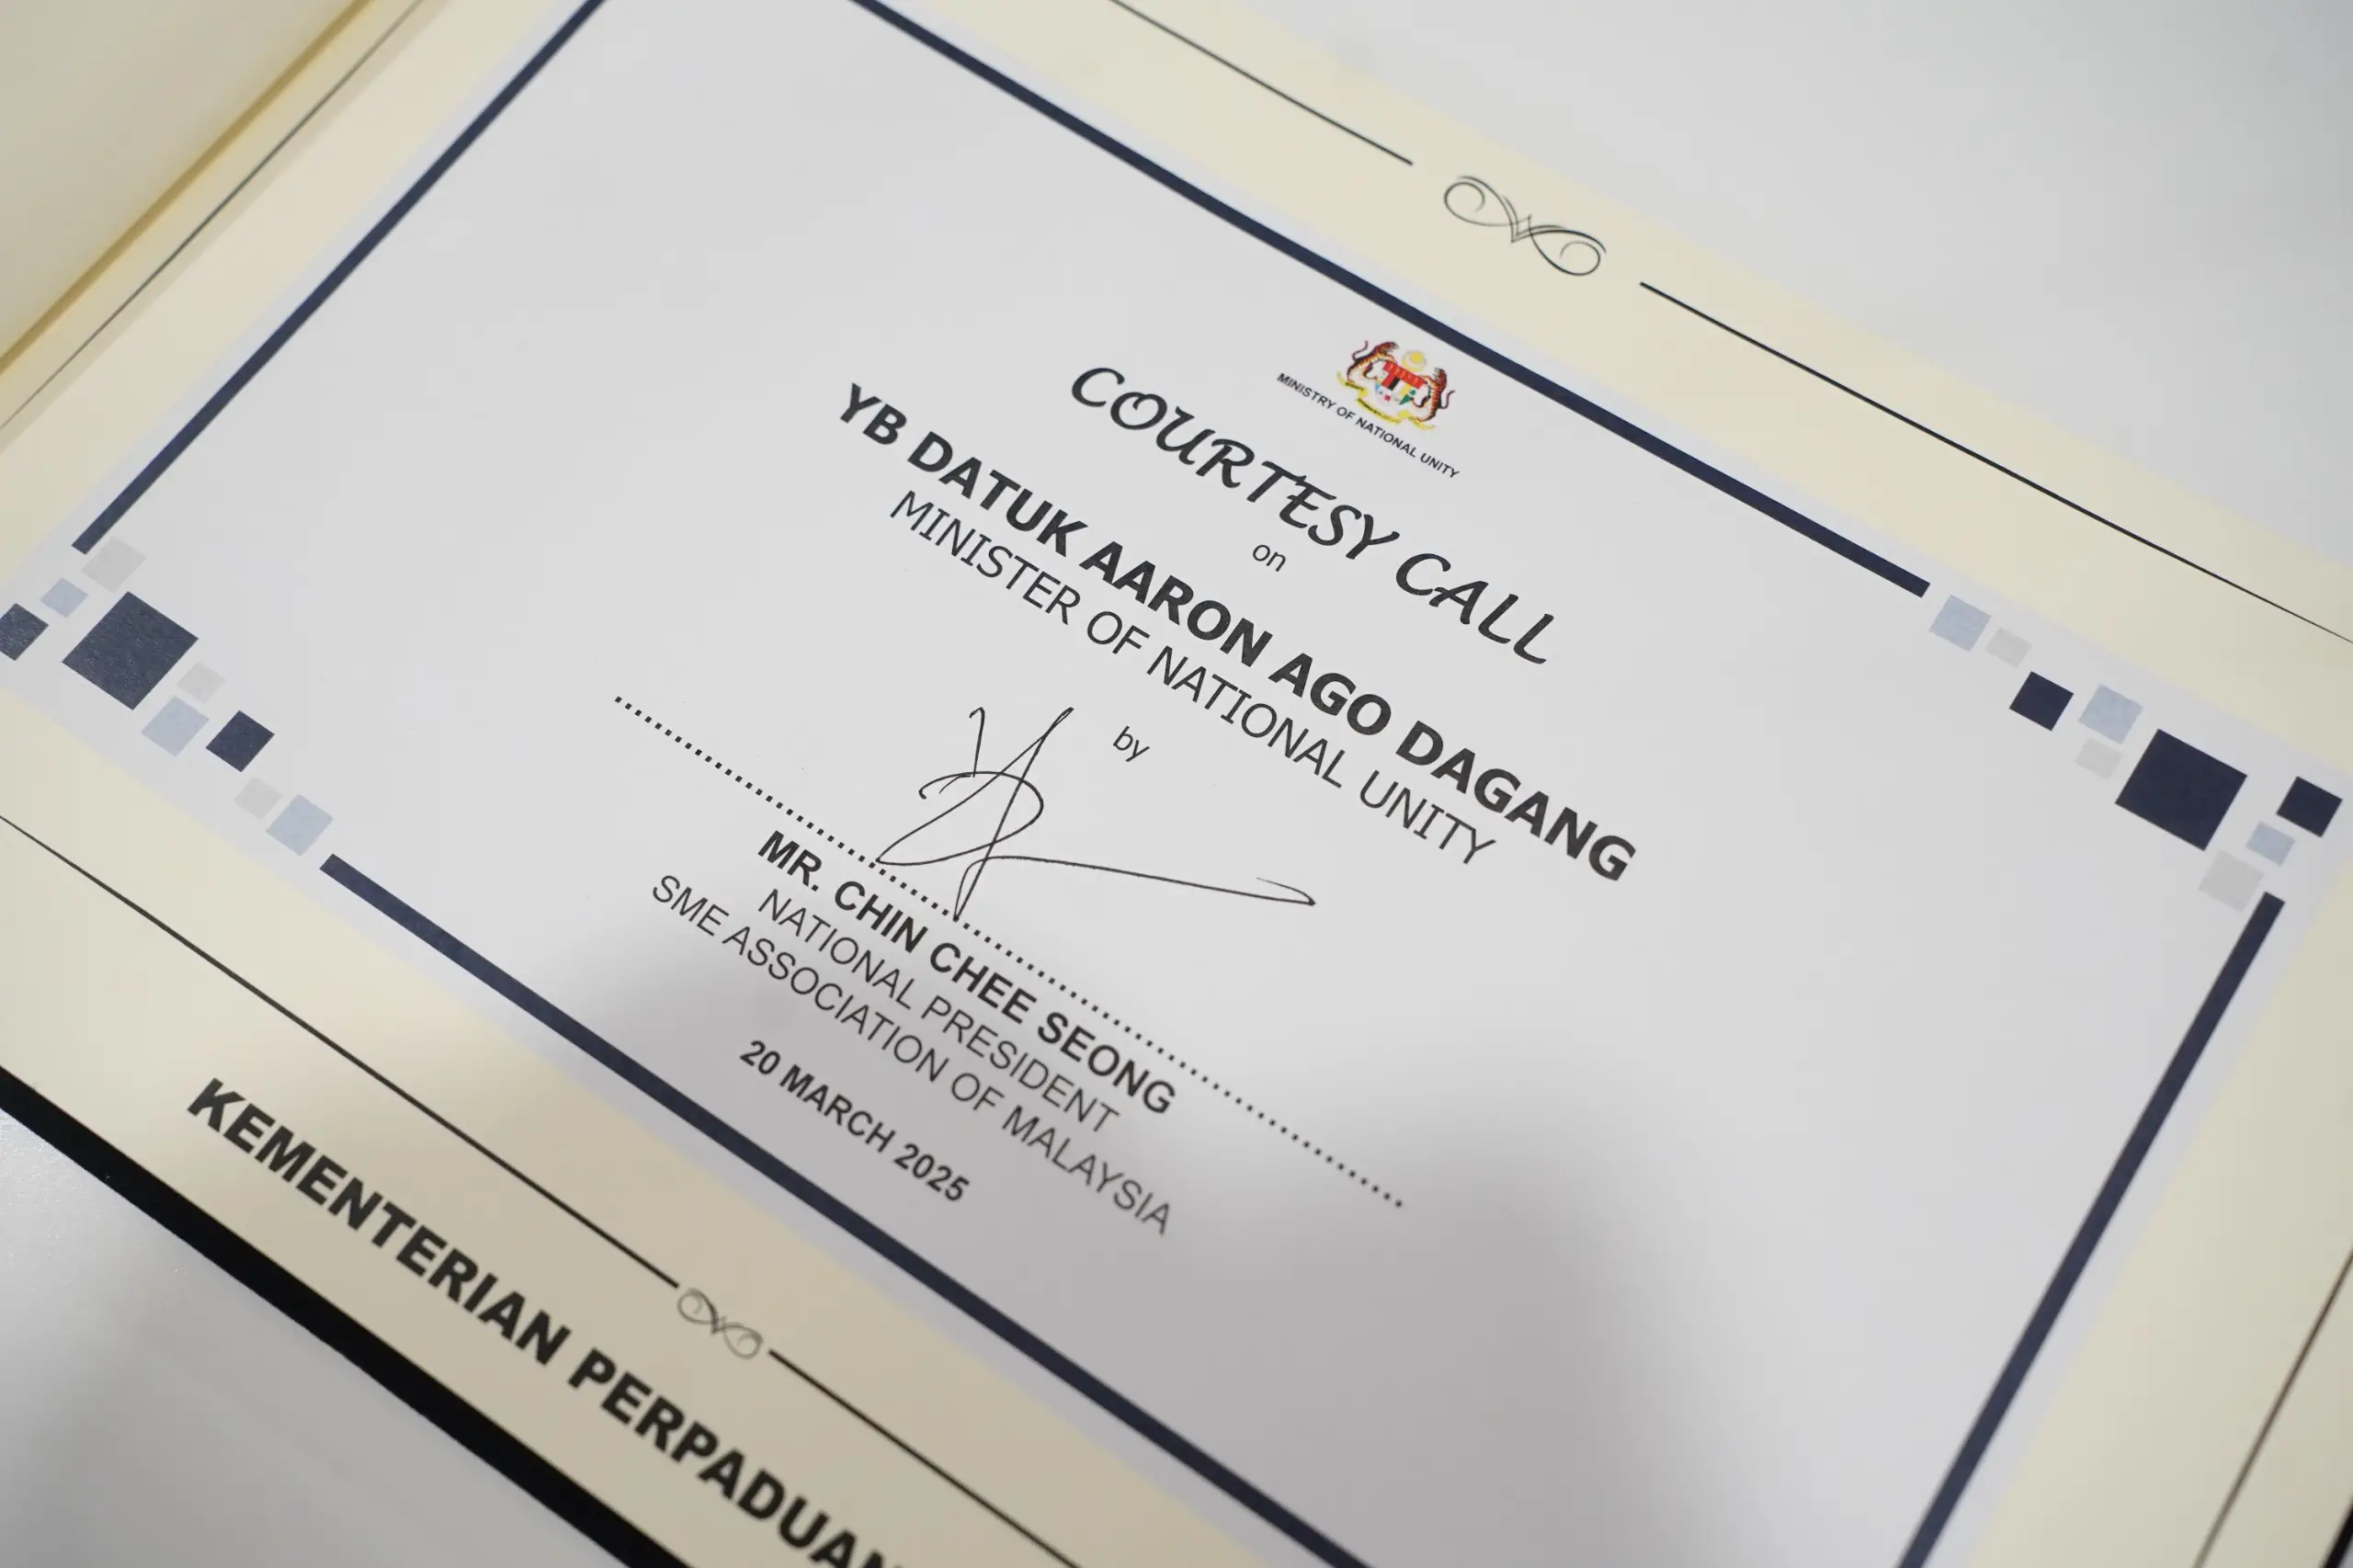 MINISTRY OF NATIONAL UNITY
COURTESY CALL
on
YB DATUK AARON AGO DAGANG
MINISTER OF NATIONAL UNITY
by
MR. CHIN CHEE SEONG
NATIONAL PRESIDENT
SME ASSOCIATION OF MALAYSIA
20 MARCH 2025
KEMENTERIAN PERPADUAN